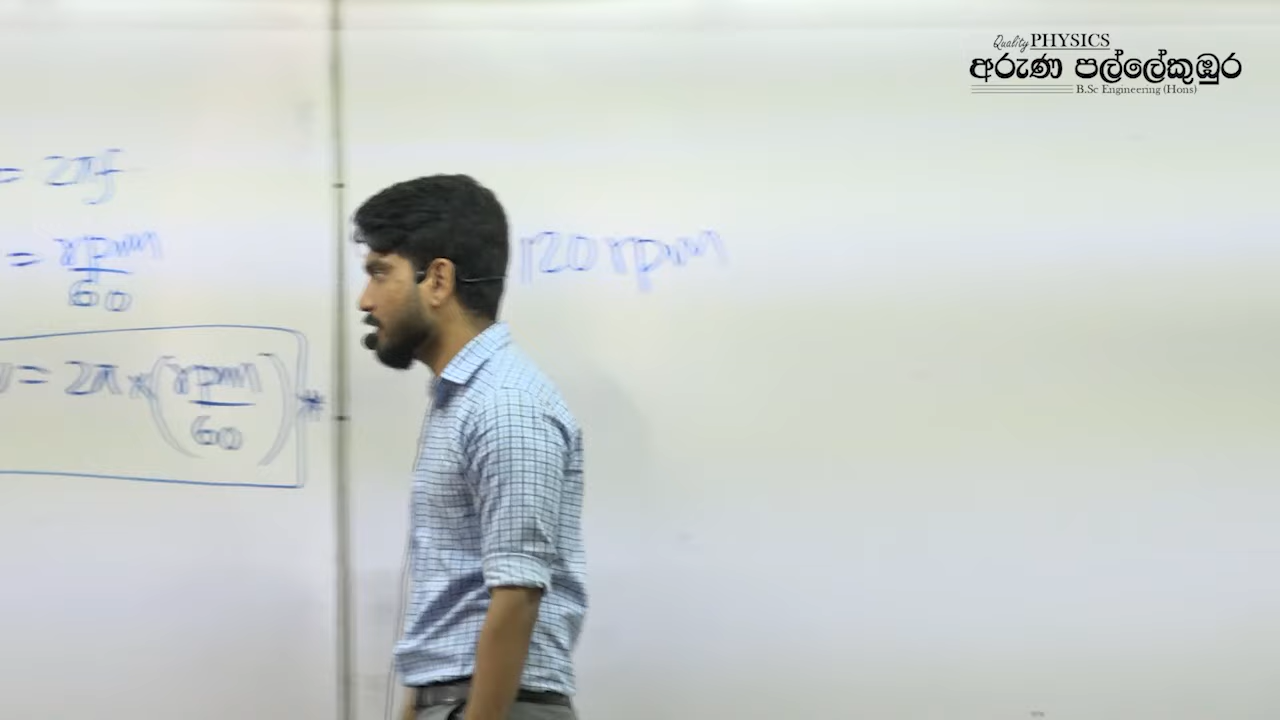 Quality PHYSICS
අරුණ පල්ලේකුඹුර
B.Sc Engineering (Hons)
= 2πf
= rpm
60
120 rpm
= 2π * (rpm
60) *